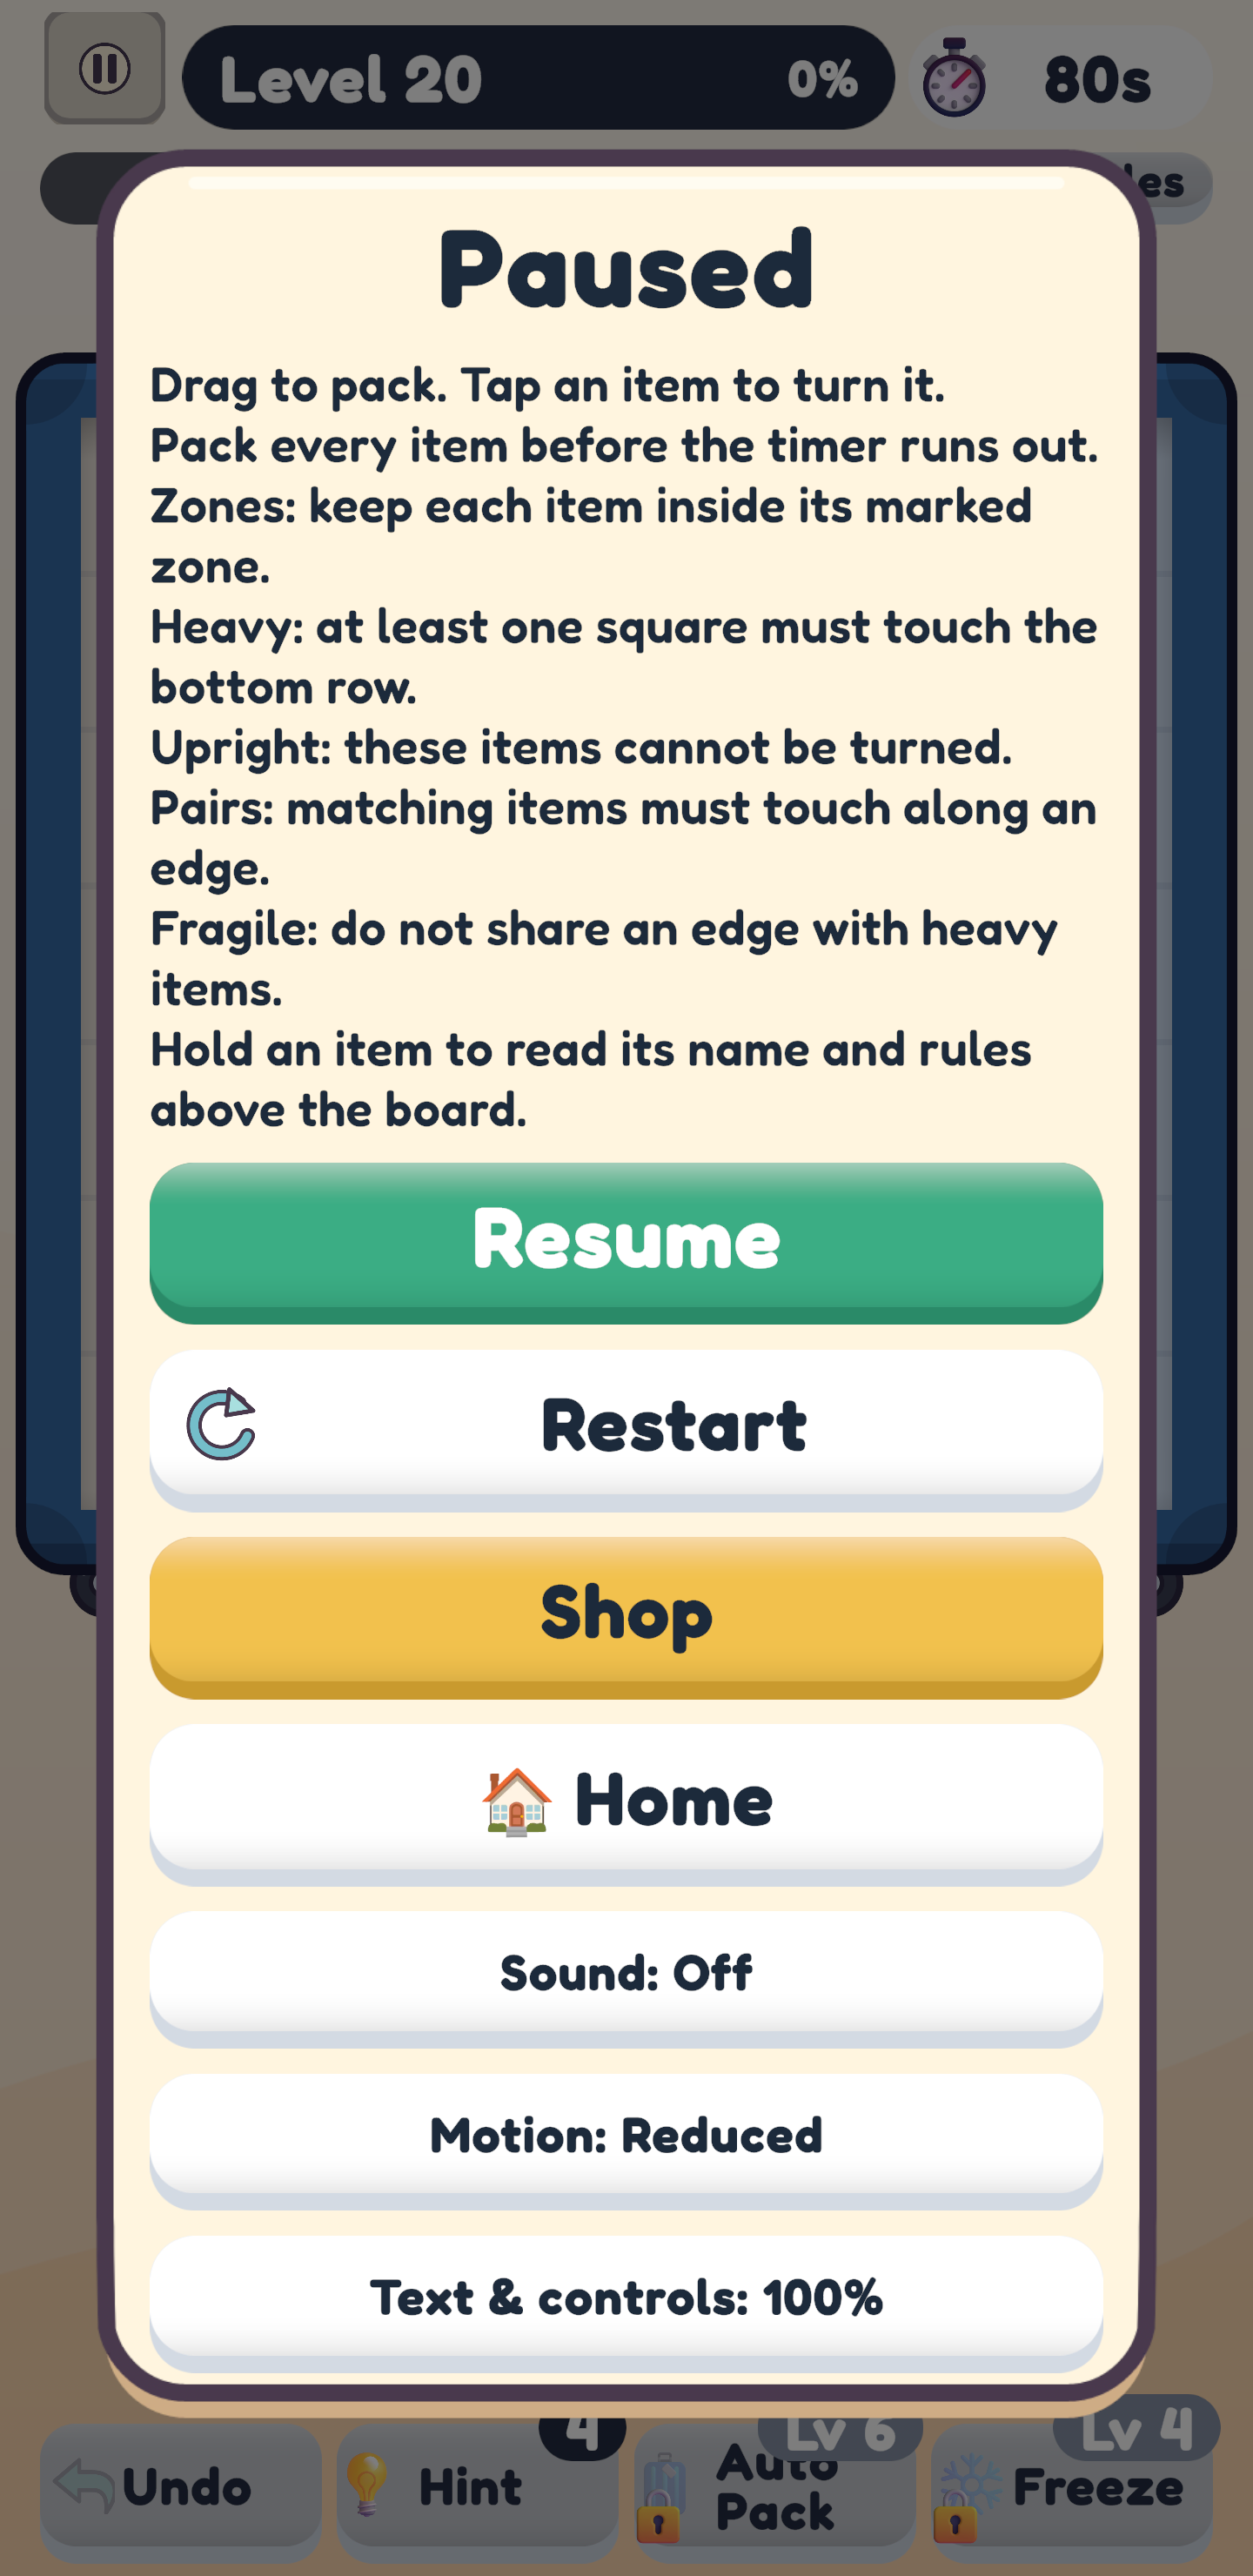 Level 20
0%
80s
Paused
Drag to pack. Tap an item to turn it.
Pack every item before the timer runs out.
Zones: keep each item inside its marked
zone.
Heavy: at least one square must touch the
bottom row.
Upright: these items cannot be turned.
Pairs: matching items must touch along an
edge.
Fragile: do not share an edge with heavy
items.
Hold an item to read its name and rules
above the board.
Resume
Restart
Shop
Home
Sound: Off
Motion: Reduced
Text & controls: 100%
Undo
Hint
4
Auto
Pack
Lv 6
Freeze
Lv 4